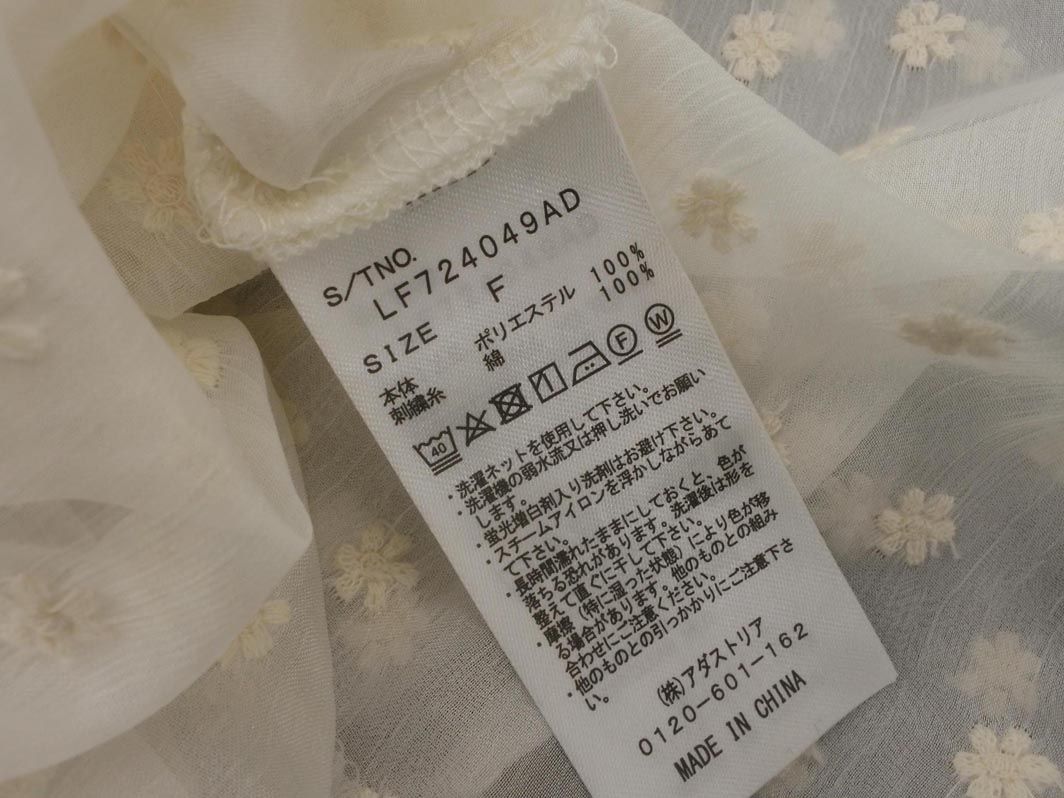 S/TNO.
LF724049AD
SIZE F
本体 ポリエステル 100%
刺繍糸 綿 100%
40 F W
・洗濯ネットを使用して下さい。
・洗濯機の弱水流又は押し洗いでお願い
します。
・蛍光増白剤入り洗剤はお避け下さい。
・スチームアイロンを浮かしながらあて
て下さい。
・長時間濡れたままにしておくと、色が
落ちる恐れがあります。洗濯後は形を
整えて直ぐに干して下さい。
・摩擦（特に湿った状態）により色が移
る場合があります。他のものとの組み
合わせにご注意ください。
・他のものとの引っかかりにご注意下さ
い。
(株)アダストリア
0120-601-162
MADE IN CHINA